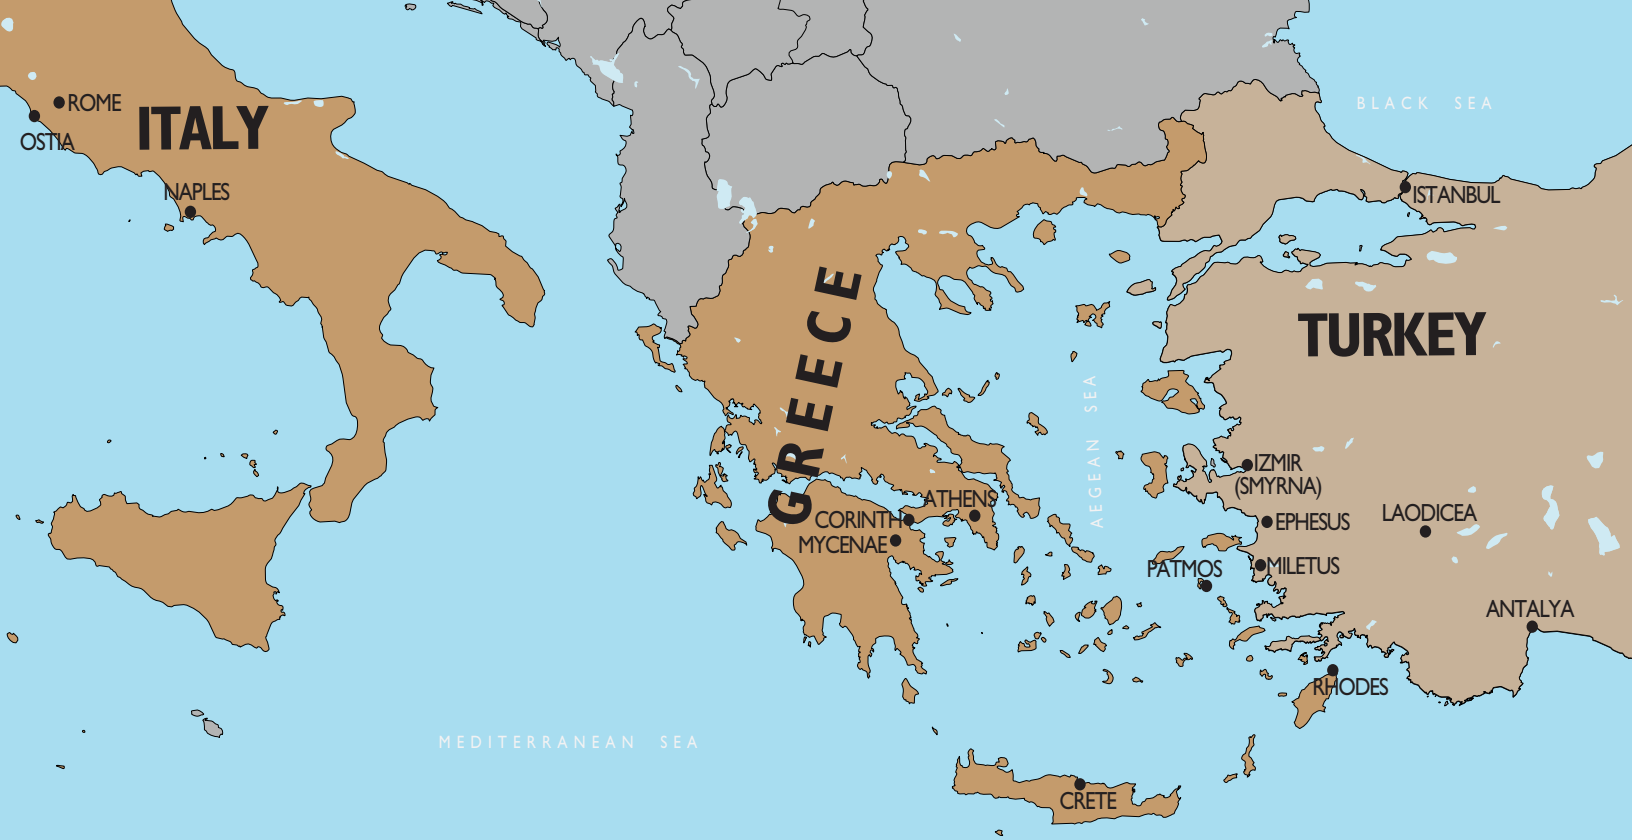 BLACK SEA
ROME
ITALY
OSTIA
NAPLES
ISTANBUL
GREECE
TURKEY
AEGEAN SEA
IZMIR
(SMYRNA)
ATHENS
CORINTH
EPHESUS
LAODICEA
MYCENAE
PATMOS
MILETUS
ANTALYA
RHODES
MEDITERRANEAN SEA
CRETE